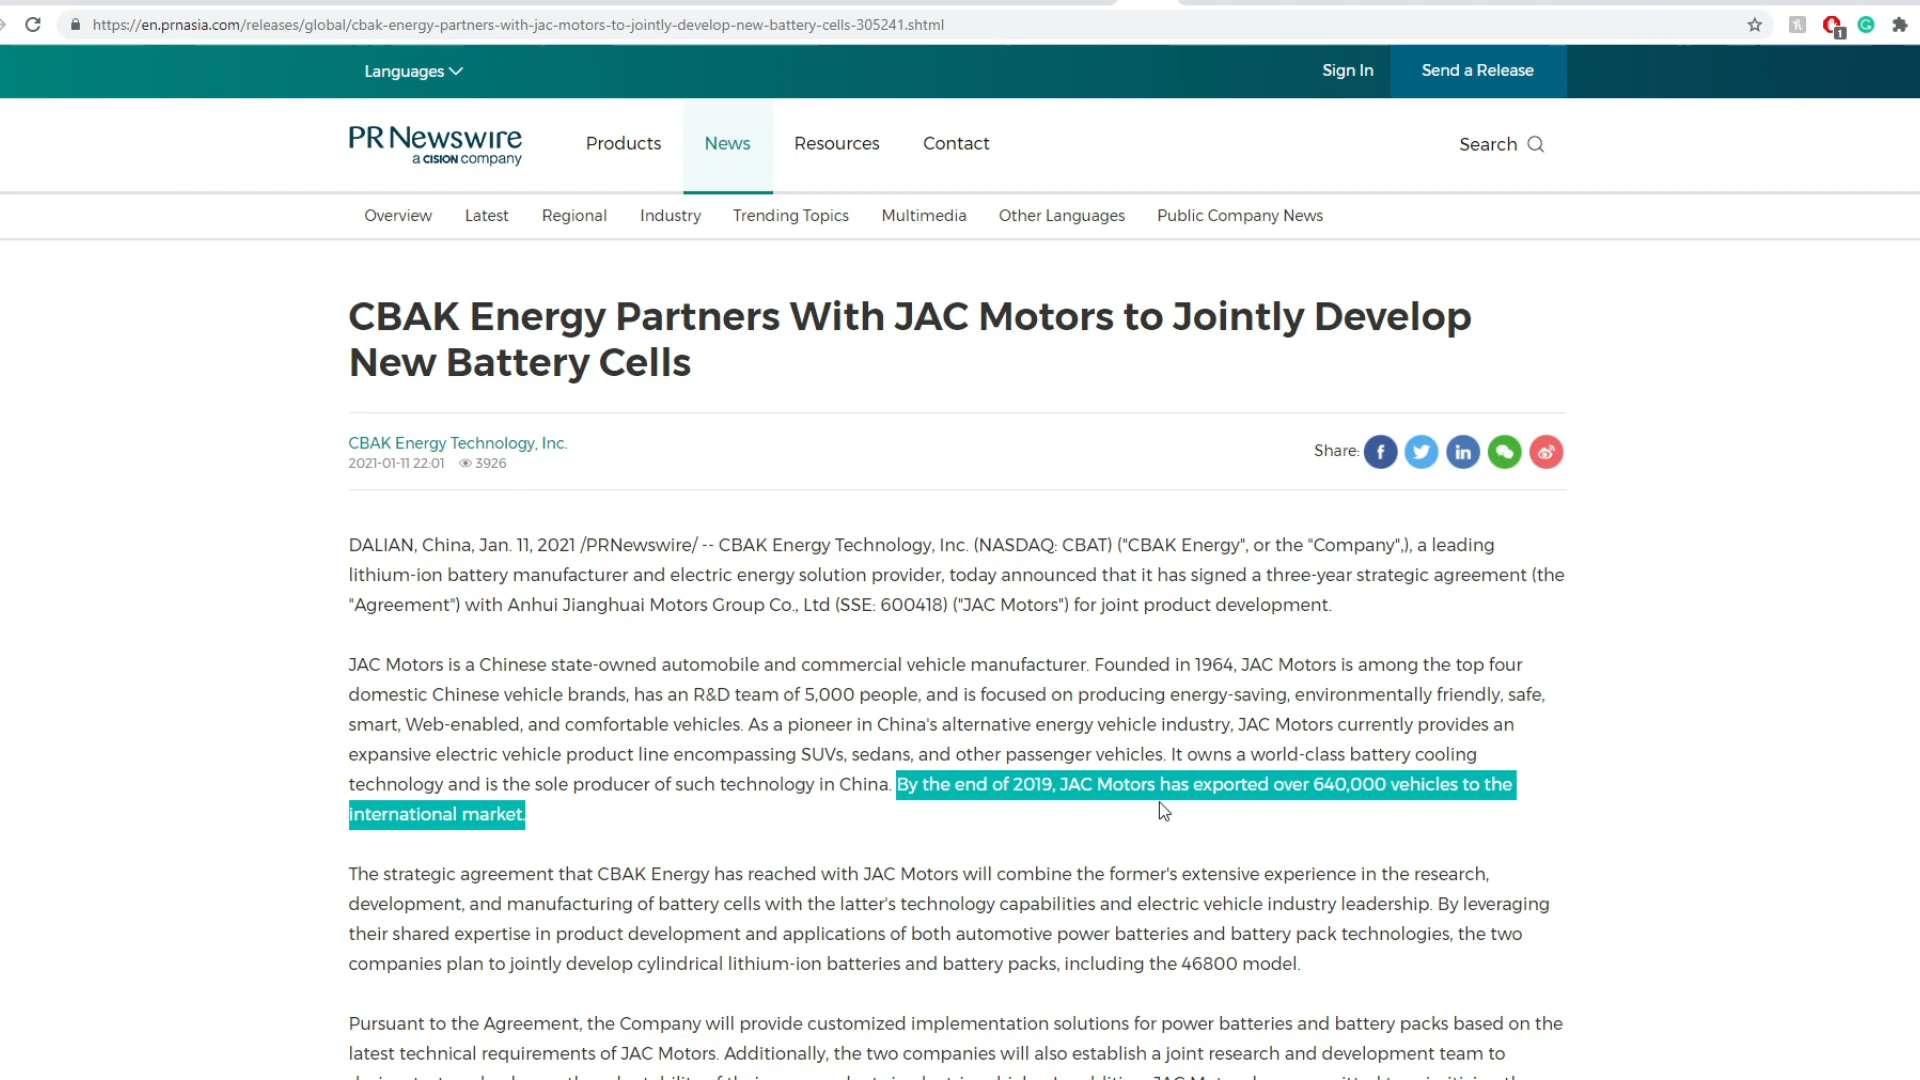 https://en.prnasia.com/releases/global/cbak-energy-partners-with-jac-motors-to-jointly-develop-new-battery-cells-305241.shtml
1
Languages
Sign In
Send a Release
PR Newswire
a CISION company
Products
News
Resources
Contact
Search
Overview
Latest
Regional
Industry
Trending Topics
Multimedia
Other Languages
Public Company News
CBAK Energy Partners With JAC Motors to Jointly Develop
New Battery Cells
CBAK Energy Technology, Inc.
2021-01-11 22:01 3926
Share:
DALIAN, China, Jan. 11, 2021 /PRNewswire/ -- CBAK Energy Technology, Inc. (NASDAQ: CBAT) ("CBAK Energy", or the "Company",), a leading
lithium-ion battery manufacturer and electric energy solution provider, today announced that it has signed a three-year strategic agreement (the
"Agreement") with Anhui Jianghuai Motors Group Co., Ltd (SSE: 600418) ("JAC Motors") for joint product development.
JAC Motors is a Chinese state-owned automobile and commercial vehicle manufacturer. Founded in 1964, JAC Motors is among the top four
domestic Chinese vehicle brands, has an R&D team of 5,000 people, and is focused on producing energy-saving, environmentally friendly, safe,
smart, Web-enabled, and comfortable vehicles. As a pioneer in China's alternative energy vehicle industry, JAC Motors currently provides an
expansive electric vehicle product line encompassing SUVs, sedans, and other passenger vehicles. It owns a world-class battery cooling
technology and is the sole producer of such technology in China. By the end of 2019, JAC Motors has exported over 640,000 vehicles to the
international market.
The strategic agreement that CBAK Energy has reached with JAC Motors will combine the former's extensive experience in the research,
development, and manufacturing of battery cells with the latter's technology capabilities and electric vehicle industry leadership. By leveraging
their shared expertise in product development and applications of both automotive power batteries and battery pack technologies, the two
companies plan to jointly develop cylindrical lithium-ion batteries and battery packs, including the 46800 model.
Pursuant to the Agreement, the Company will provide customized implementation solutions for power batteries and battery packs based on the
latest technical requirements of JAC Motors. Additionally, the two companies will also establish a joint research and development team to